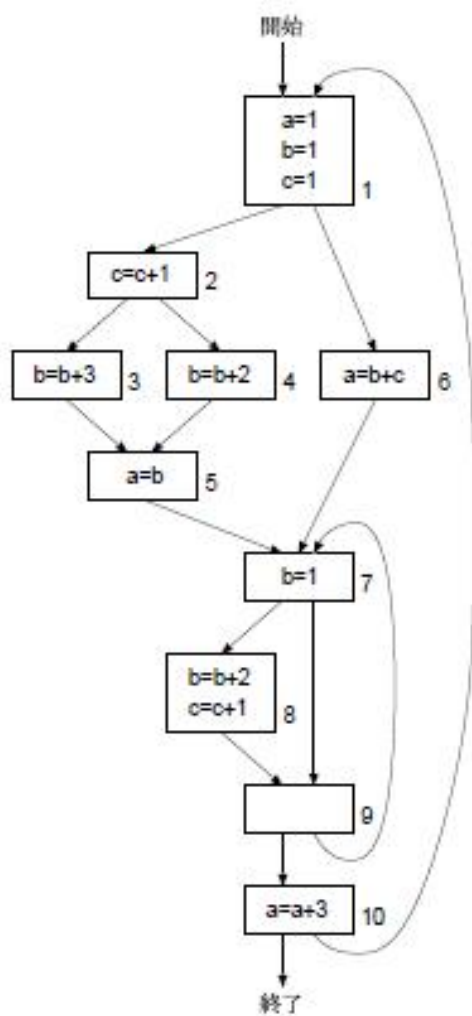 開始
a=1
b=1
c=1
1
c=c+1
2
b=b+3
3
b=b+2
4
a=b+c
6
a=b
5
b=1
7
b=b+2
c=c+1
8
9
a=a+3
10
終了